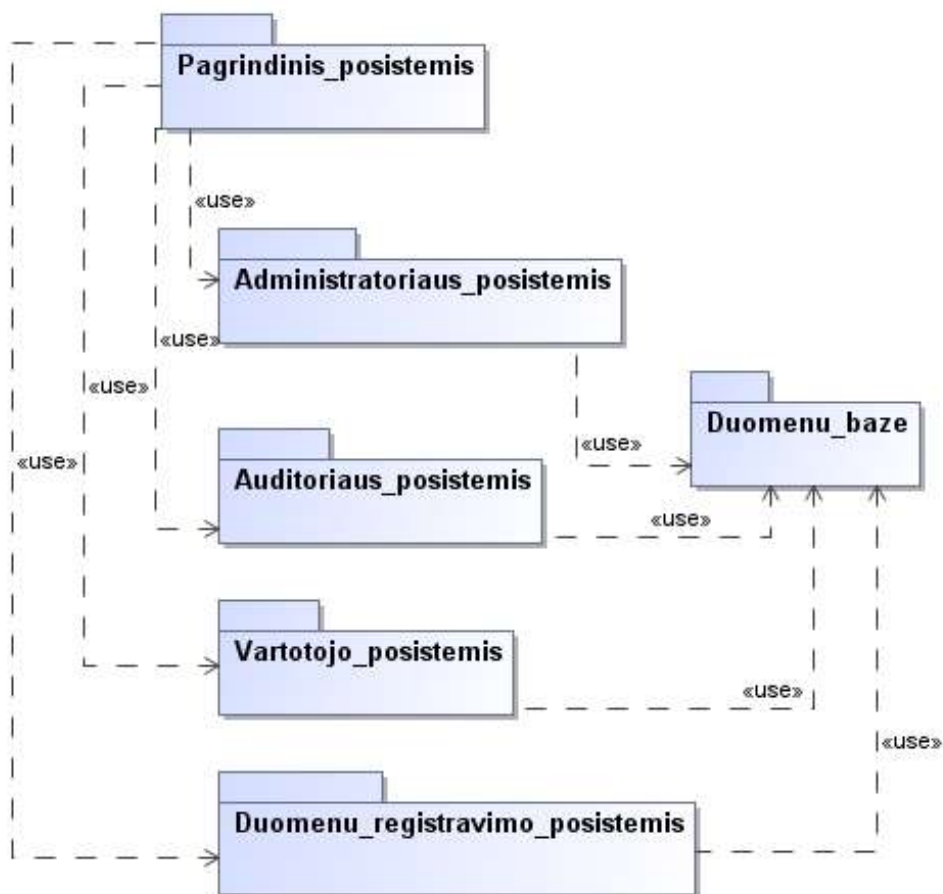 Pagrindinis_posistemis
«use»
Administratoriaus_posistemis
«use»
«use»
Duomenu_baze
«use»
«use»
Auditoriaus_posistemis
«use»
Vartotojo_posistemis
«use»
«use»
Duomenu_registravimo_posistemis